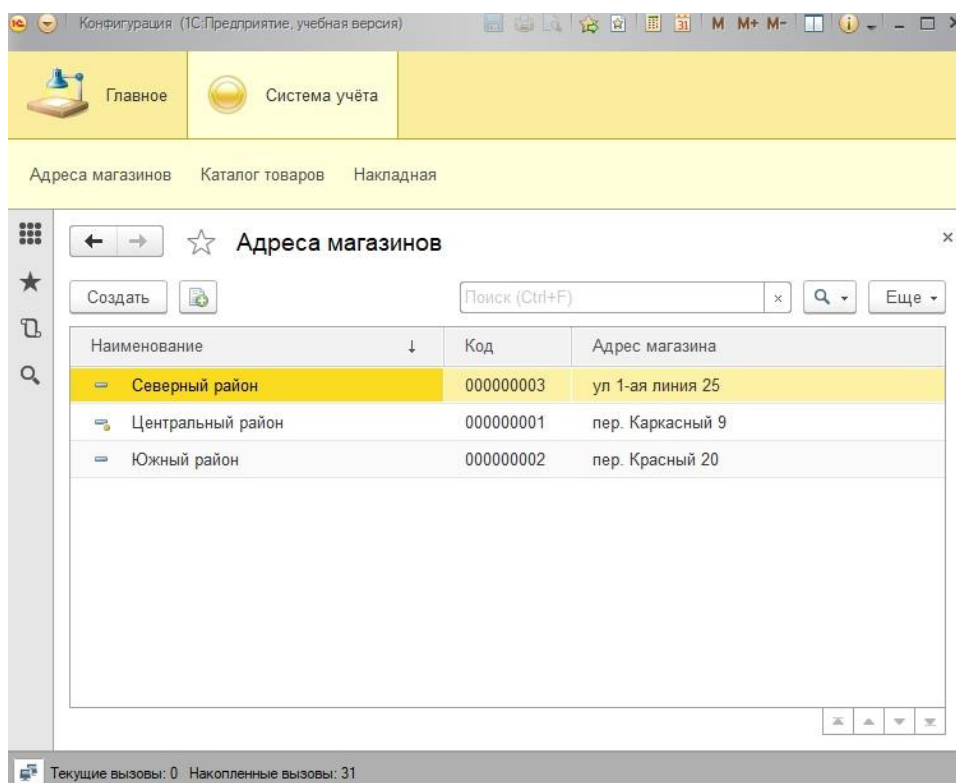 Конфигурация (1С:Предприятие, учебная версия) 31 M M+ M-
Главное Система учёта
Адреса магазинов Каталог товаров Накладная
Адреса магазинов
Создать Поиск (Ctrl+F) Еще
Наименование Код Адрес магазина
Северный район 000000003 ул 1-ая линия 25
Центральный район 000000001 пер. Каркасный 9
Южный район 000000002 пер. Красный 20
Текущие вызовы: 0 Накопленные вызовы: 31